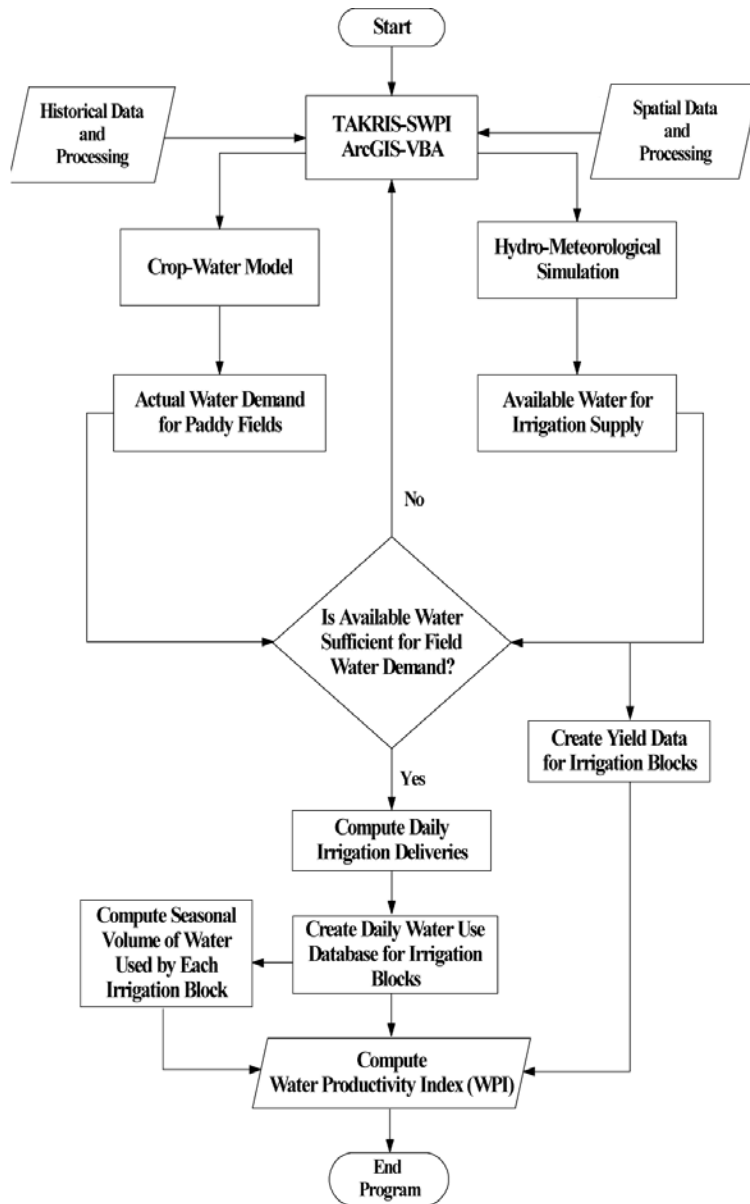 Start
Historical Data
and
Processing
TAKRIS-SWPI
ArcGIS-VBA
Spatial Data
and
Processing
Crop-Water Model
Hydro-Meteorological
Simulation
Actual Water Demand
for Paddy Fields
Available Water for
Irrigation Supply
No
Is Available Water
Sufficient for Field
Water Demand?
Create Yield Data
for Irrigation Blocks
Yes
Compute Daily
Irrigation Deliveries
Compute Seasonal
Volume of Water
Used by Each
Irrigation Block
Create Daily Water Use
Database for Irrigation
Blocks
Compute
Water Productivity Index (WPI)
End
Program